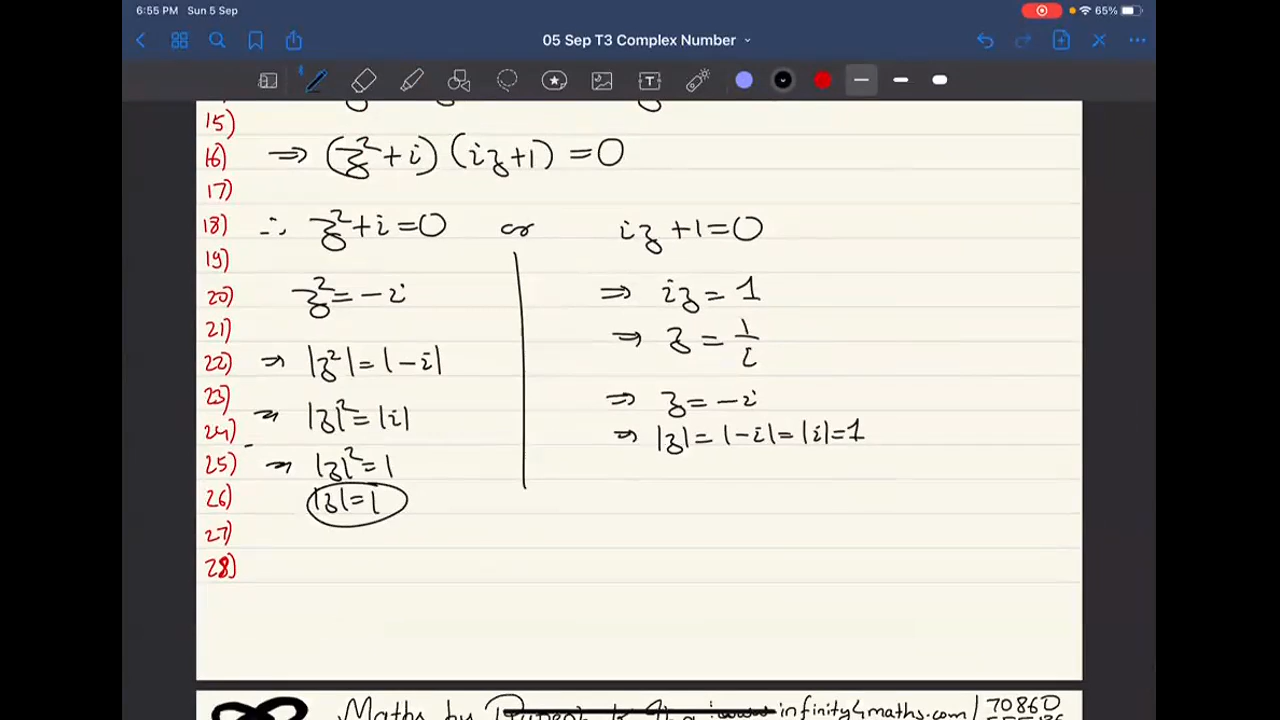 6:55 PM Sun 5 Sep 65%
05 Sep T3 Complex Number
15)
16) ⇒ (z²+i) (iz+1) = 0
17)
18) ∴ z²+i=0 or iz+1=0
19)
20) z²=-i ⇒ iz = 1
21) ⇒ z = 1/i
22) ⇒ |z²|=|-i|
23) ⇒ z = -i
24) ⇒ |z|²=|i| ⇒ |z| = |-i| = |i| = 1
25) ⇒ |z|²=1
26) |z|=1
27)
28)
Maths by infinity4maths.com/70860